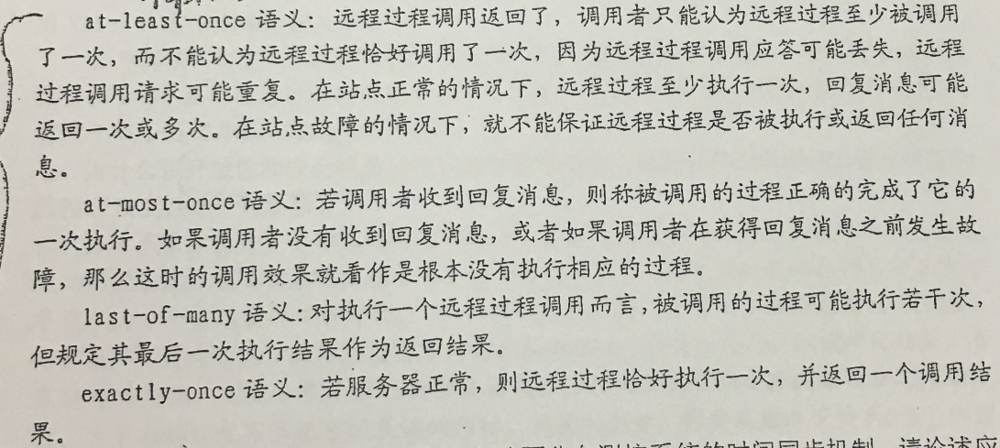 at-least-once 语义：远程过程调用返回了，调用者只能认为远程过程至少被调用
了一次，而不能认为远程过程恰好调用了一次，因为远程过程调用应答可能丢失，远程
过程调用请求可能重复。在站点正常的情况下，远程过程至少执行一次，回复消息可能
返回一次或多次。在站点故障的情况下，就不能保证远程过程是否被执行或返回任何消
息。
at-most-once 语义：若调用者收到回复消息，则称被调用的过程正确的完成了它的
一次执行。如果调用者没有收到回复消息，或者如果调用者在获得回复消息之前发生故
障，那么这时的调用效果就看作是根本没有执行相应的过程。
last-of-many 语义：对执行一个远程过程调用而言，被调用的过程可能执行若干次，
但规定其最后一次执行结果作为返回结果。
exactly-once 语义：若服务器正常，则远程过程恰好执行一次，并返回一个调用结
果。
系统的时间同步机制，请论述应